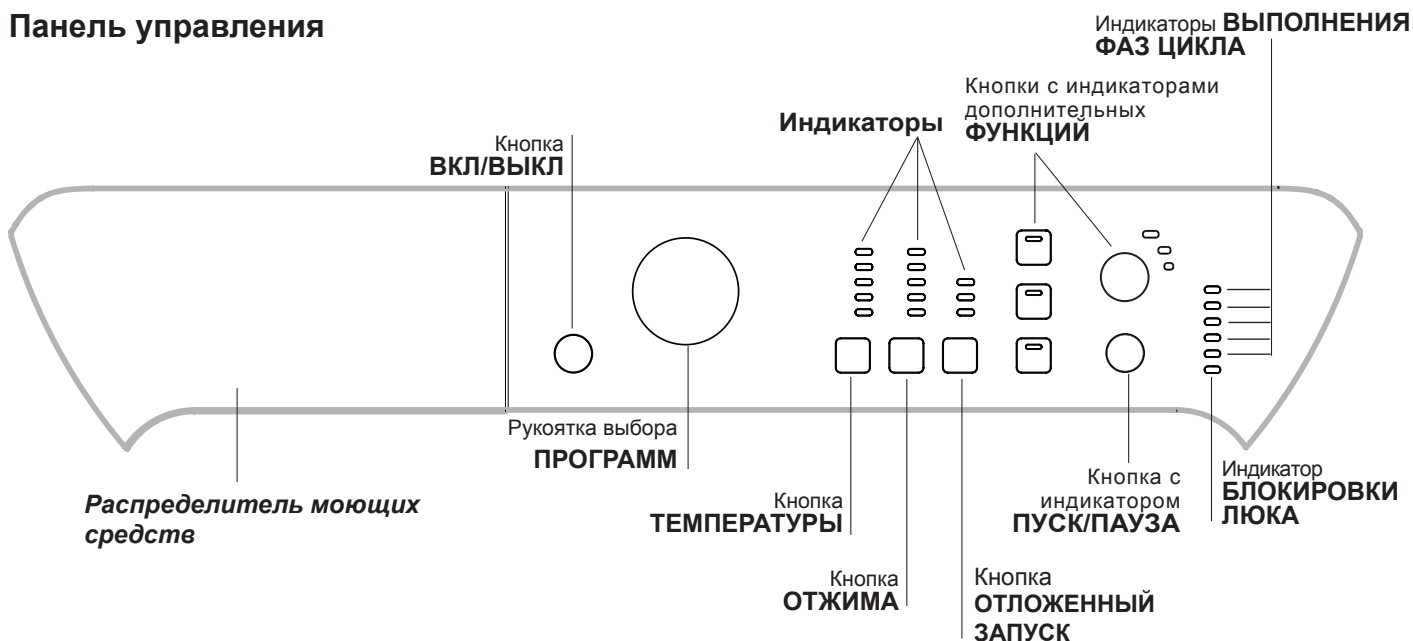 Панель управления
Индикаторы ВЫПОЛНЕНИЯ
ФАЗ ЦИКЛА
Кнопки с индикаторами
дополнительных
ФУНКЦИЙ
Индикаторы
Кнопка
ВКЛ/ВЫКЛ
Рукоятка выбора
ПРОГРАММ
Распределитель моющих
средств
Кнопка
ТЕМПЕРАТУРЫ
Кнопка с
индикатором
ПУСК/ПАУЗА
Индикатор
БЛОКИРОВКИ
ЛЮКА
Кнопка
ОТЖИМА
Кнопка
ОТЛОЖЕННЫЙ
ЗАПУСК